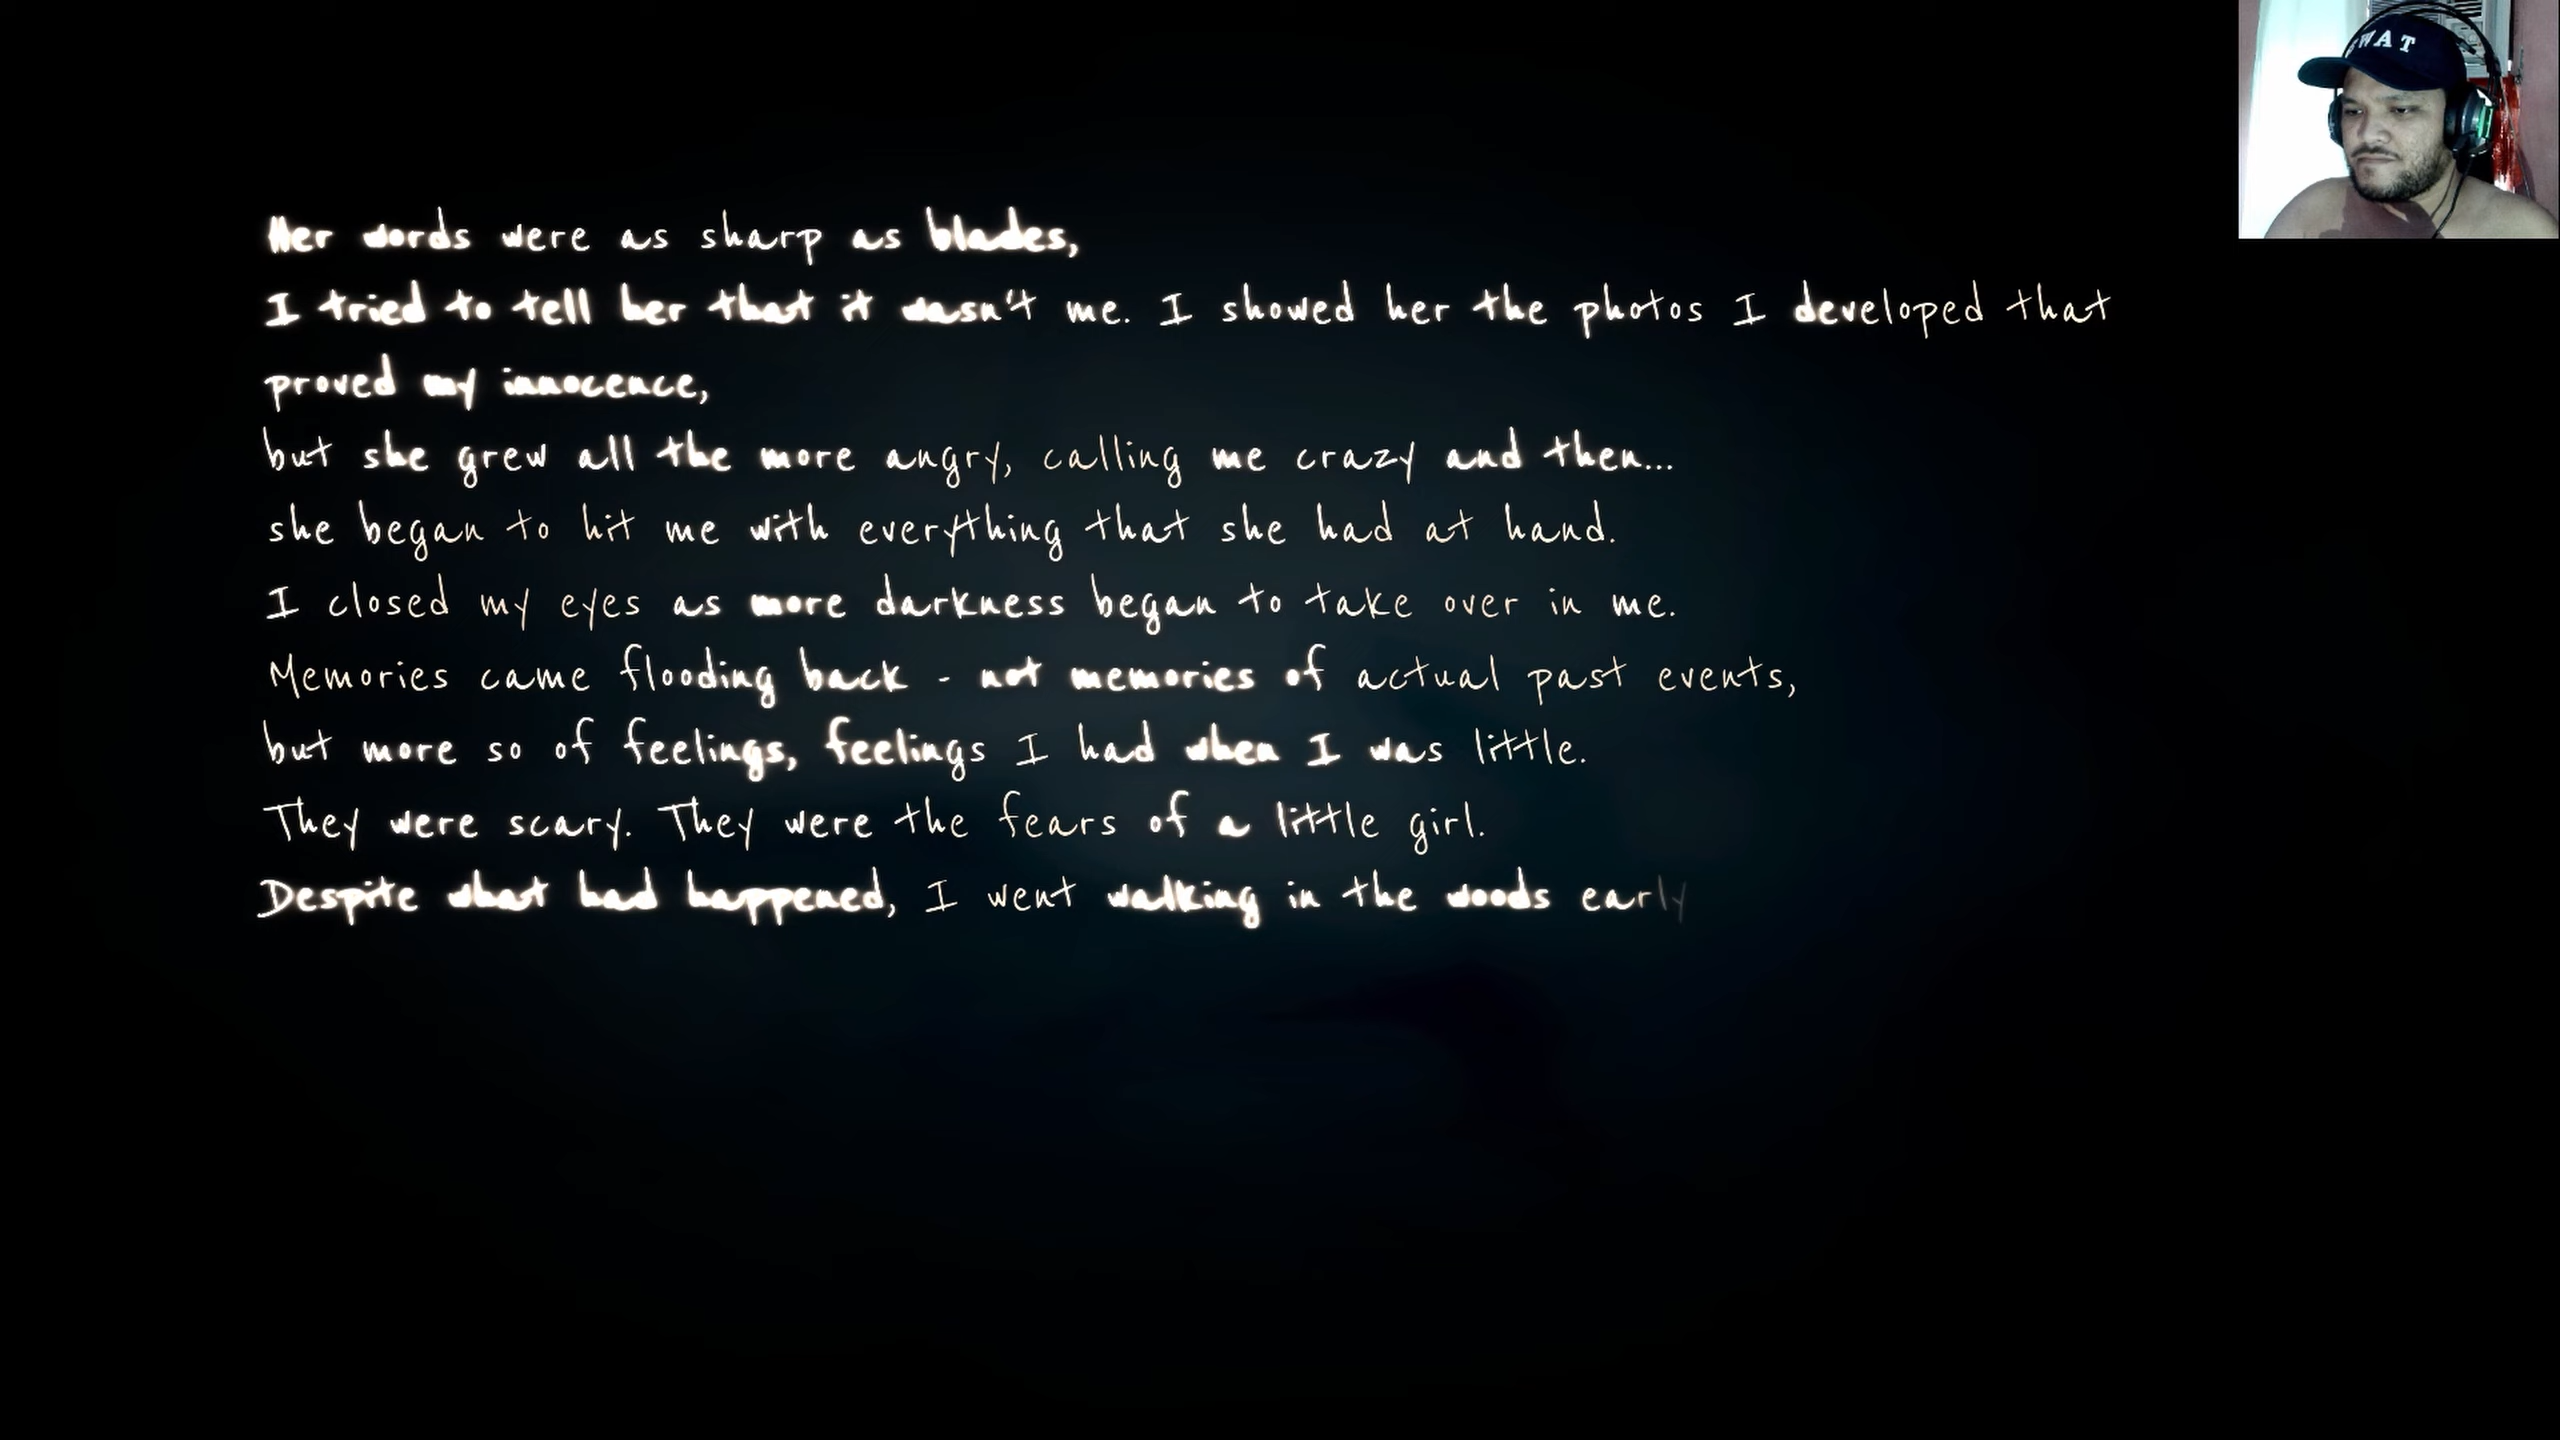 SWAT
Her words were as sharp as blades,
I tried to tell her that it wasn't me. I showed her the photos I developed that
proved my innocence,
but she grew all the more angry, calling me crazy and then...
she began to hit me with everything that she had at hand.
I closed my eyes as more darkness began to take over in me.
Memories came flooding back - not memories of actual past events,
but more so of feelings, feelings I had when I was little.
They were scary. They were the fears of a little girl.
Despite what had happened, I went walking in the woods early